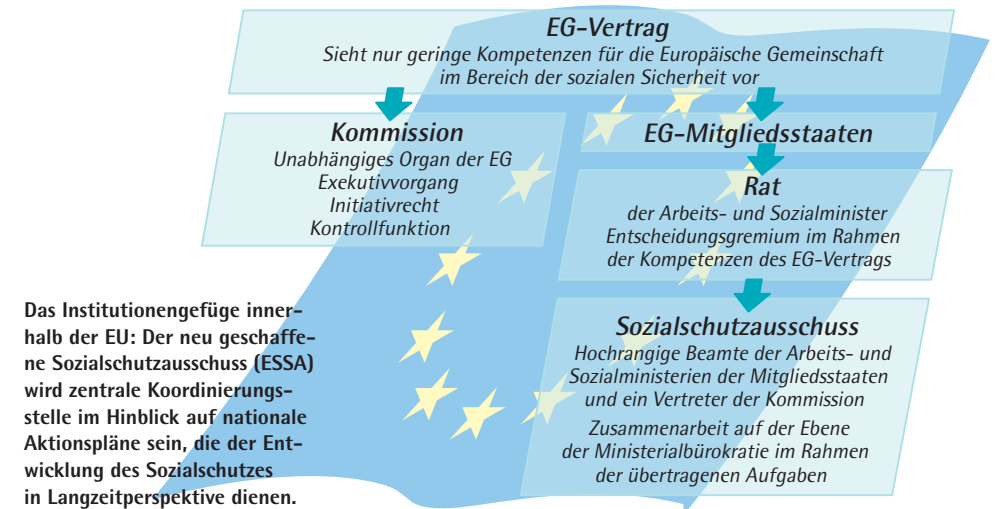 EG-Vertrag
Sieht nur geringe Kompetenzen für die Europäische Gemeinschaft
im Bereich der sozialen Sicherheit vor
Kommission
Unabhängiges Organ der EG
Exekutivvorgang
Initiativrecht
Kontrollfunktion
EG-Mitgliedsstaaten
Rat
der Arbeits- und Sozialminister
Entscheidungsgremium im Rahmen
der Kompetenzen des EG-Vertrags
Sozialschutzausschuss
Hochrangige Beamte der Arbeits- und
Sozialministerien der Mitgliedsstaaten
und ein Vertreter der Kommission
Zusammenarbeit auf der Ebene
der Ministerialbürokratie im Rahmen
der übertragenen Aufgaben
Das Institutionengefüge inner-
halb der EU: Der neu geschaffe-
ne Sozialschutzausschuss (ESSA)
wird zentrale Koordinierungs-
stelle im Hinblick auf nationale
Aktionspläne sein, die der Ent-
wicklung des Sozialschutzes
in Langzeitperspektive dienen.